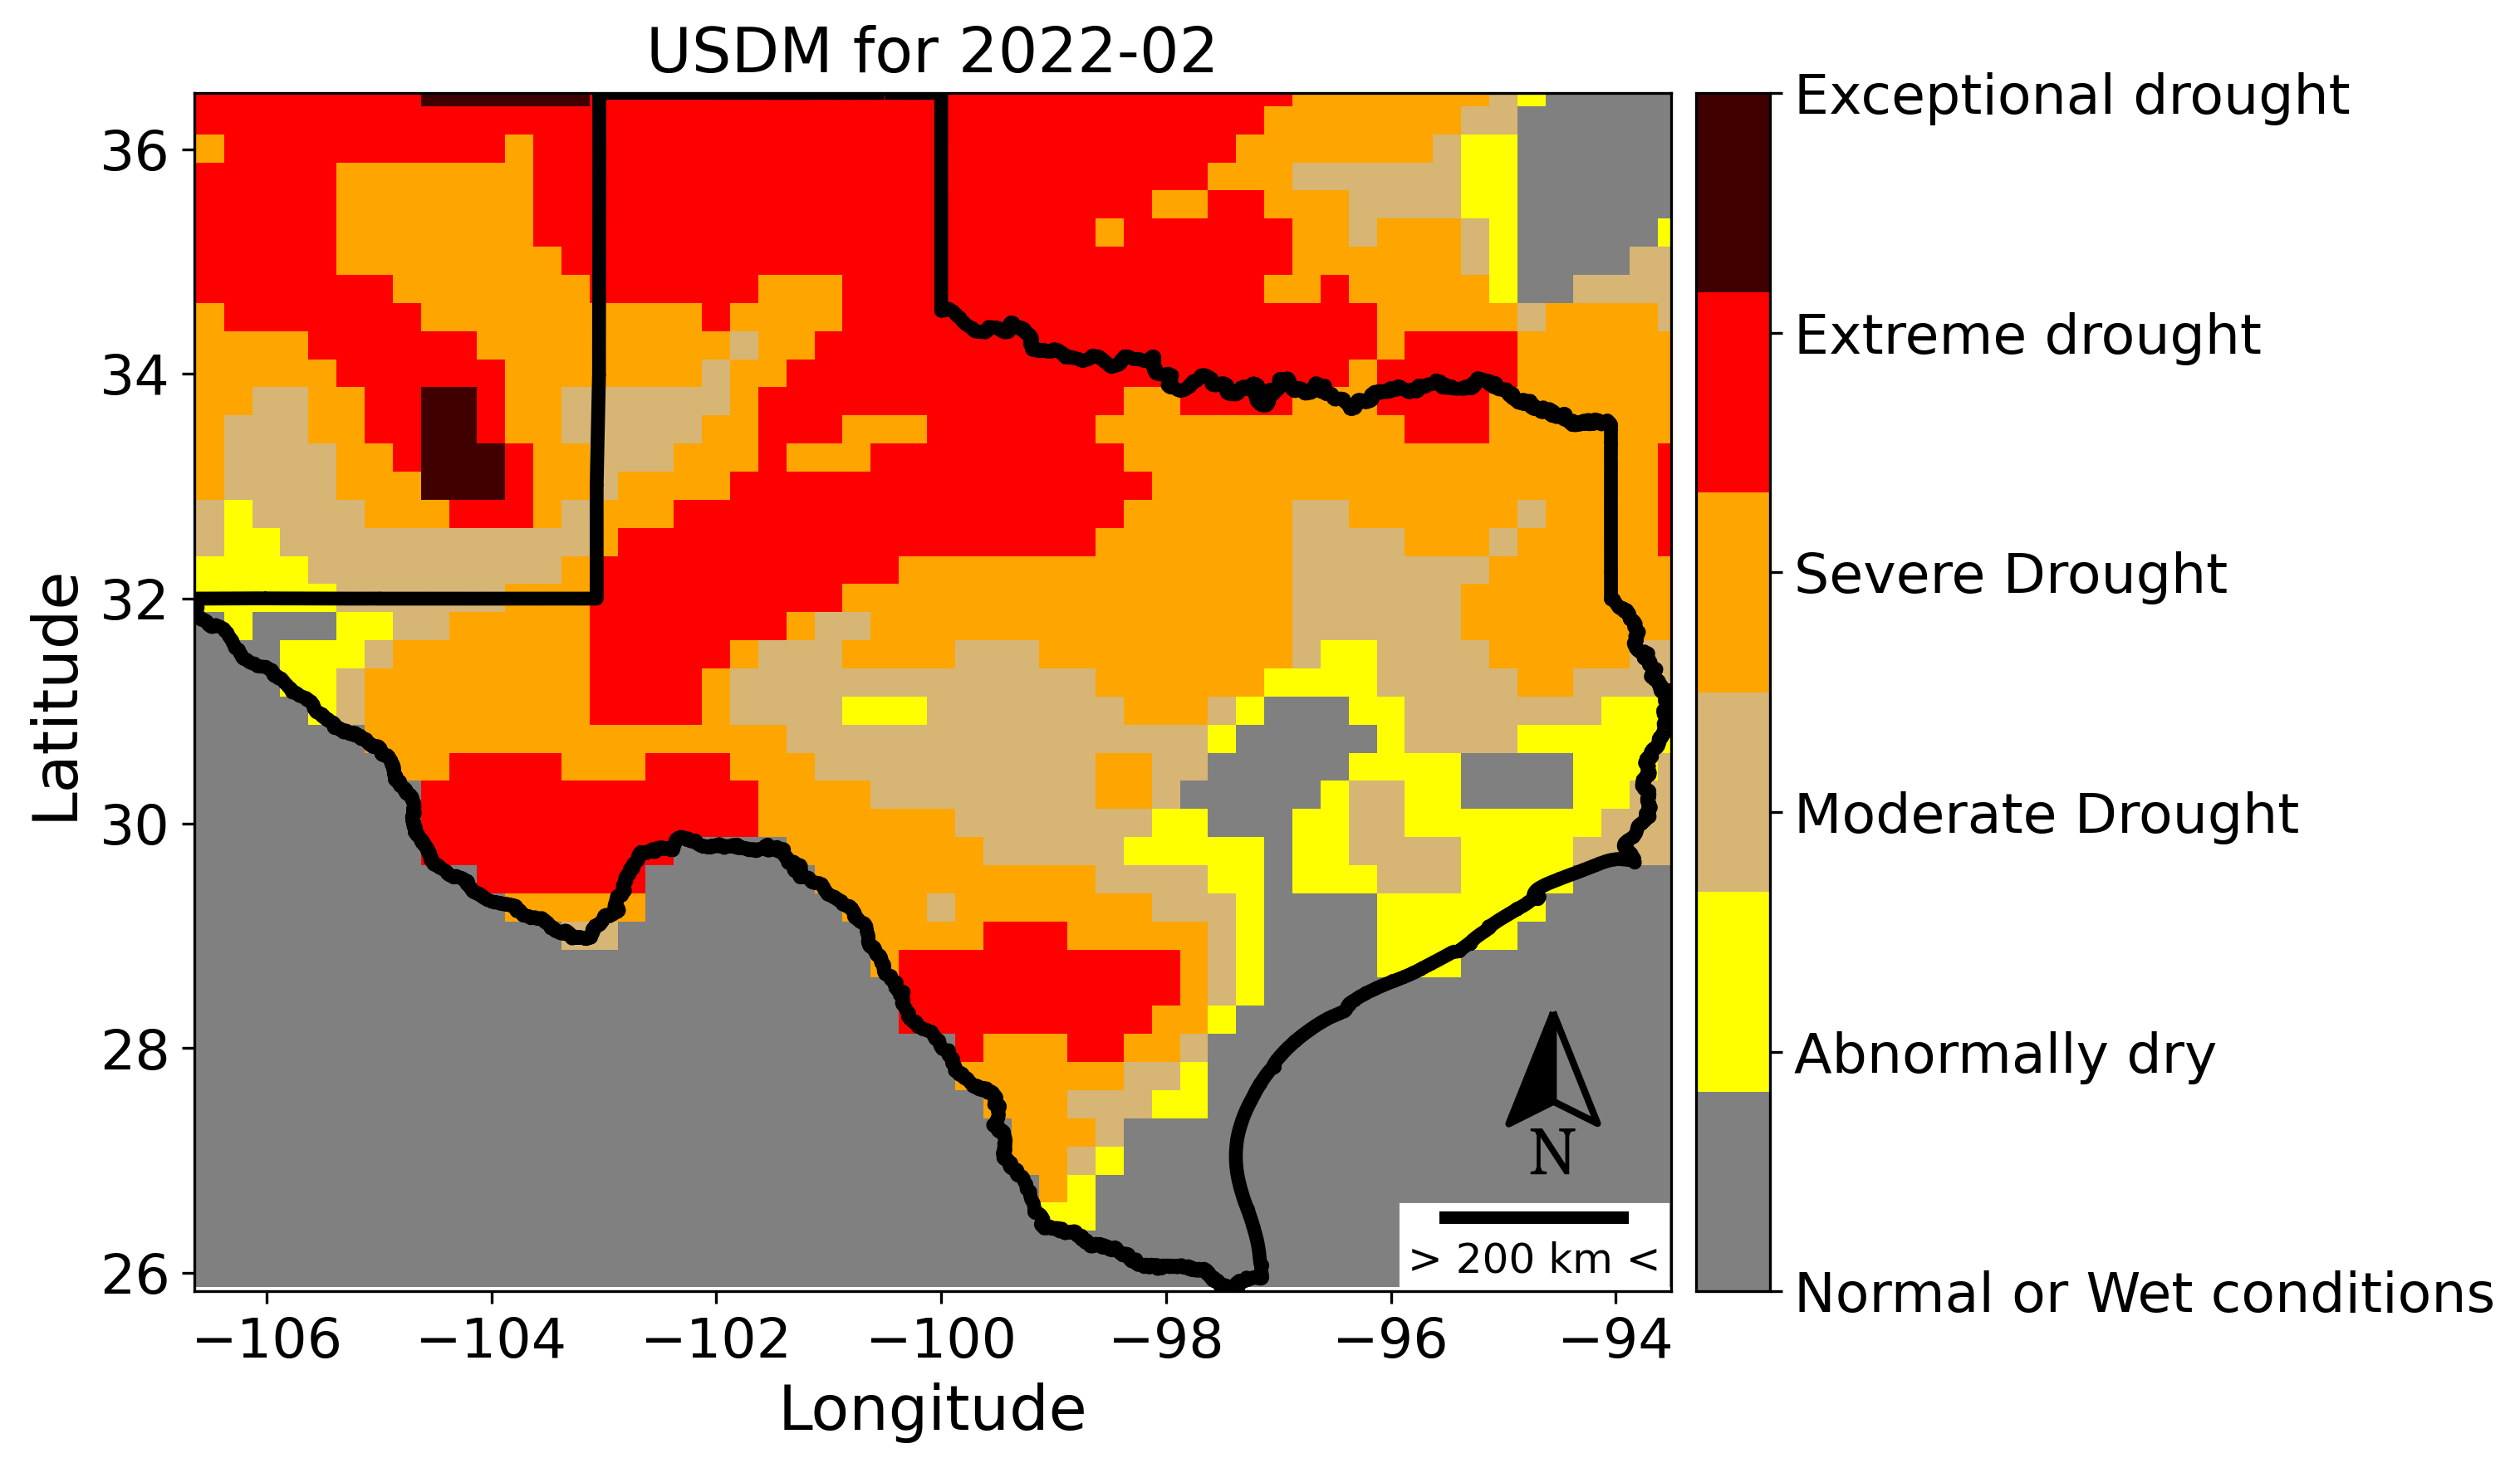 USDM for 2022-02
Exceptional drought
Extreme drought
Severe Drought
Moderate Drought
Abnormally dry
Normal or Wet conditions
Latitude
36
34
32
30
28
26
N
> 200 km <
−106 −104 −102 −100 −98 −96 −94
Longitude